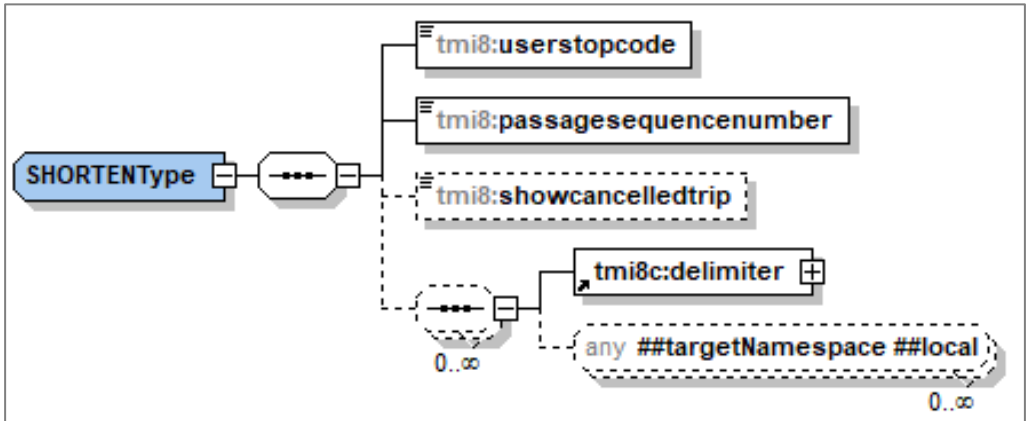 tmi8:userstopcode
tmi8:passagesequencenumber
SHORTENType
tmi8:showcancelledtrip
tmi8c:delimiter
any ##targetNamespace ##local
0..∞
0..∞